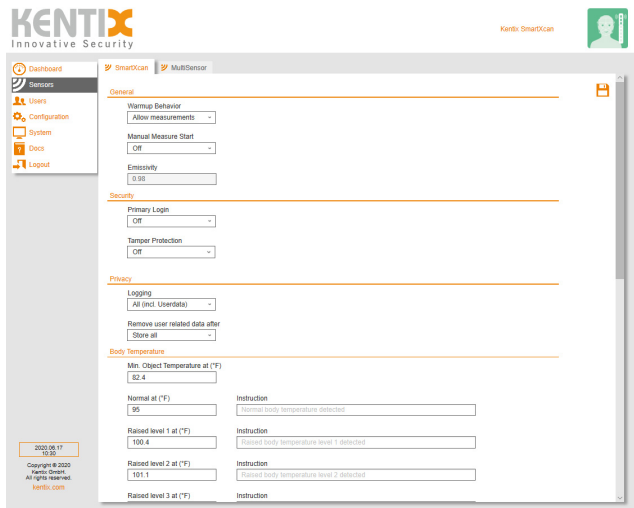 KENTIX
Innovative Security
Kentix SmartXcan
Dashboard
Sensors
Users
Configuration
System
Docs
Logout
2020.06.17
10:30
Copyright © 2020
Kentix GmbH.
All rights reserved.
kentix.com
SmartXcan MultiSensor
General
Warmup Behavior
Allow measurements
Manual Measure Start
Off
Emissivity
0.98
Security
Primary Login
Off
Tamper Protection
Off
Privacy
Logging
All (incl. Userdata)
Remove user related data after
Store all
Body Temperature
Min. Object Temperature at (°F)
82.4
Normal at (°F) Instruction
95 Normal body temperature detected
Raised level 1 at (°F) Instruction
100.4 Raised body temperature level 1 detected
Raised level 2 at (°F) Instruction
101.1 Raised body temperature level 2 detected
Raised level 3 at (°F) Instruction